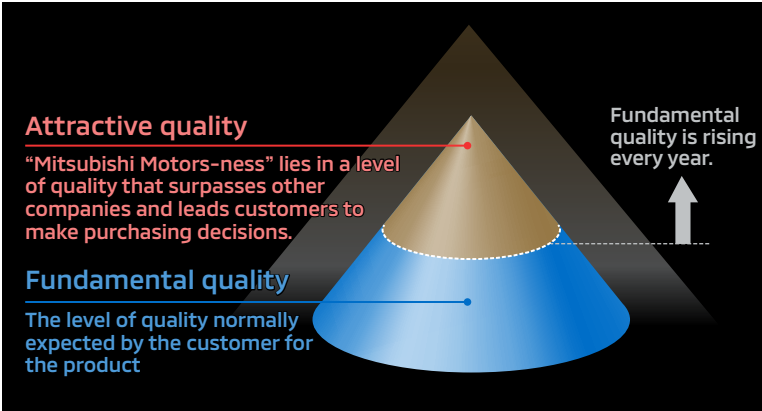 Attractive quality
“Mitsubishi Motors-ness” lies in a level
of quality that surpasses other
companies and leads customers to
make purchasing decisions.
Fundamental quality
The level of quality normally
expected by the customer for
the product
Fundamental
quality is rising
every year.